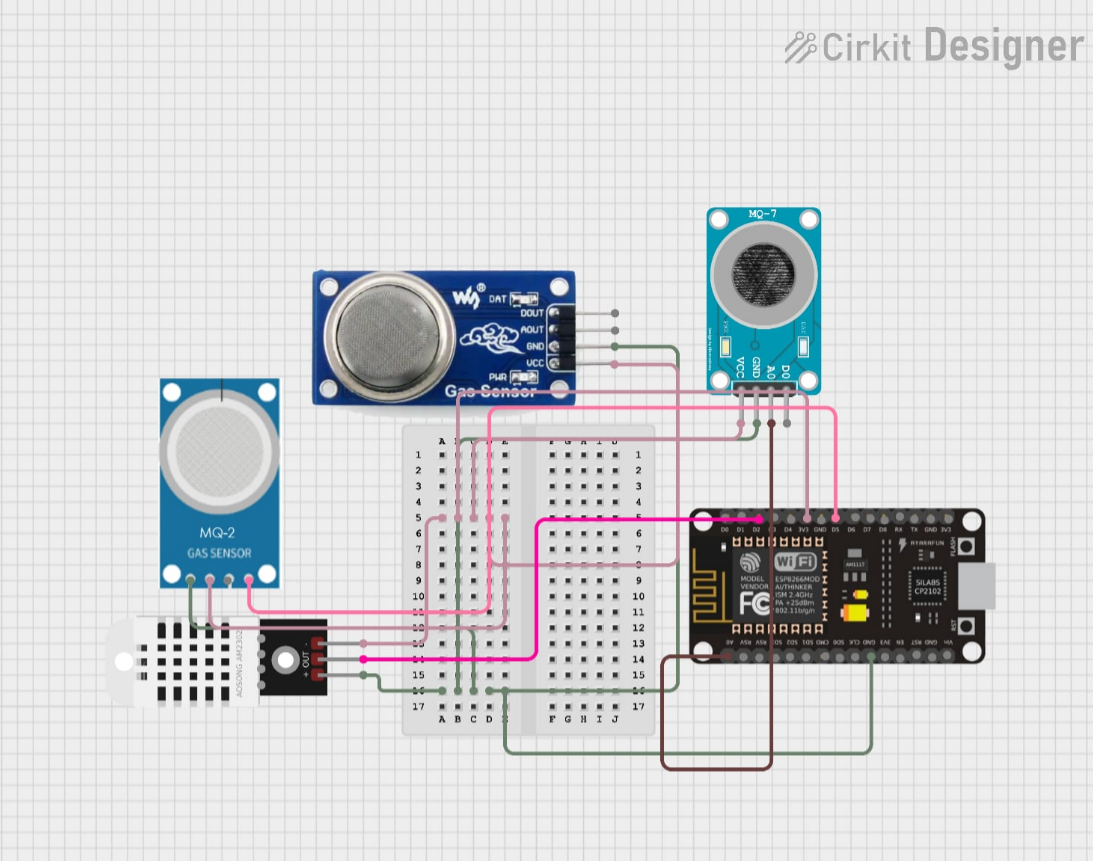 Cirkit Designer
MQ-7
VCC GND A0 D0
DAT
DOUT
AOUT
GND
VCC
PWR
Gas Sensor
MQ-2
GAS SENSOR
A B C D E F G H I J
1 1
2 2
3 3
4 4
5 5
6 6
7 7
8 8
9 9
10 10
11 11
12 12
13 13
14 14
15 15
16 16
17 17
A B C D E F G H I J
AOSONG AM2302
+ OUT -
D0 D1 D2 D3 D4 3V3 GND D5 D6 D7 D8 RX TX GND 3V3
FLASH
WiFi
MODEL
VENDOR
ESP8266MOD
AI/THINKER
ISM 2.4GHz
PA +25dBm
802.11b/g/n
FC
AM1117
SILABS
CP2102
RST
A0 RSV RSV SD3 SD2 SD1 CMD SD0 CLK GND 3V3 EN RST GND Vin